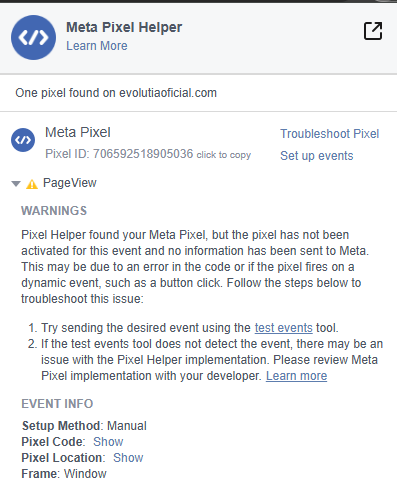 Meta Pixel Helper
Learn More
One pixel found on evolutiaoficial.com
Meta Pixel
Troubleshoot Pixel
Pixel ID: 706592518905036 click to copy
Set up events
PageView
WARNINGS
Pixel Helper found your Meta Pixel, but the pixel has not been
activated for this event and no information has been sent to Meta.
This may be due to an error in the code or if the pixel fires on a
dynamic event, such as a button click. Follow the steps below to
troubleshoot this issue:
1. Try sending the desired event using the test events tool.
2. If the test events tool does not detect the event, there may be an
issue with the Pixel Helper implementation. Please review Meta
Pixel implementation with your developer. Learn more
EVENT INFO
Setup Method: Manual
Pixel Code: Show
Pixel Location: Show
Frame: Window